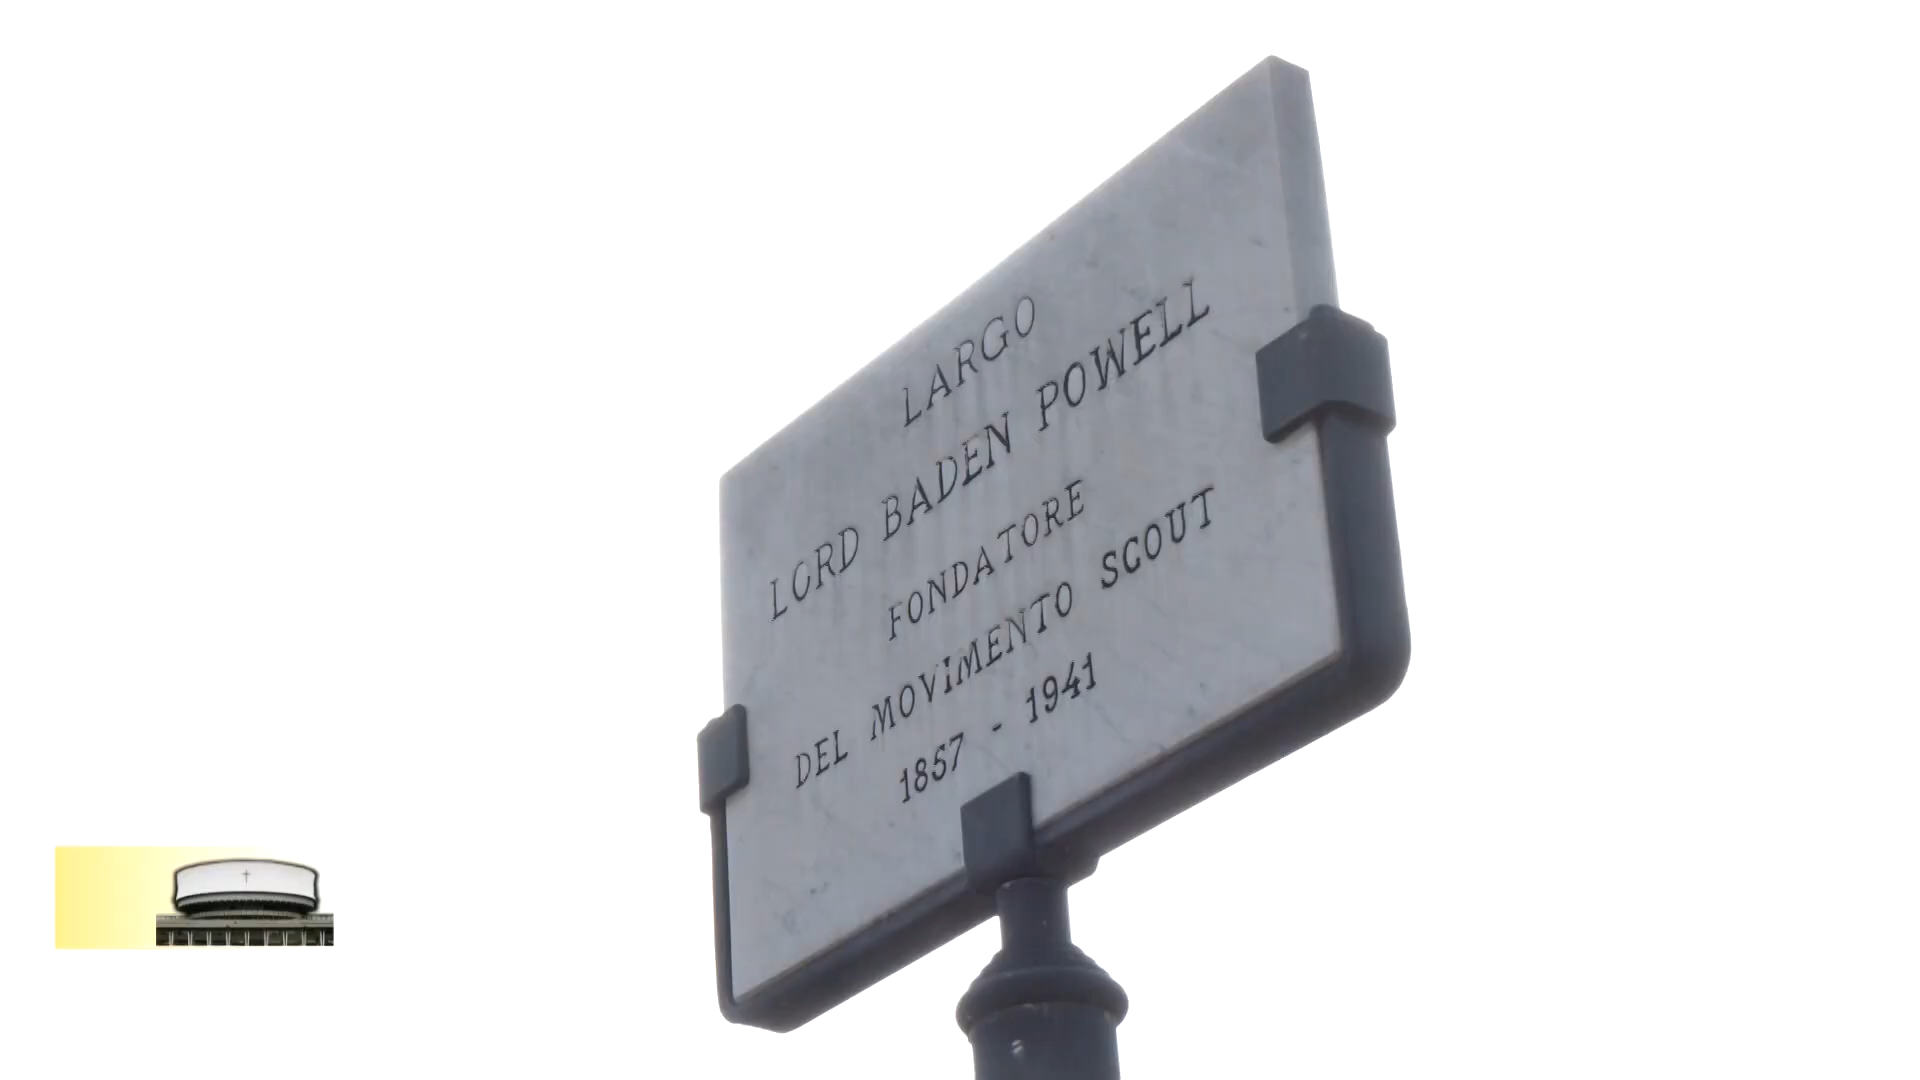 LARGO
LORD BADEN POWELL
FONDATORE
DEL MOVIMENTO SCOUT
1857 - 1941